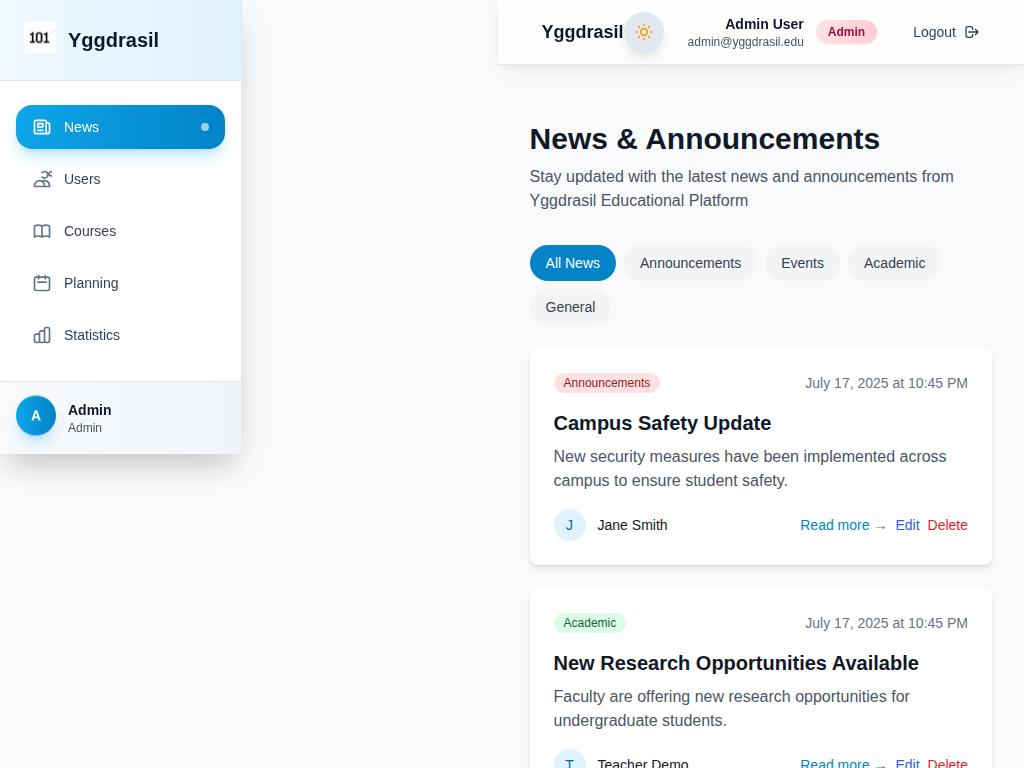 101
Yggdrasil
News
Users
Courses
Planning
Statistics
A
Admin
Admin
Yggdrasil
Admin User
admin@yggdrasil.edu
Admin
Logout
News & Announcements
Stay updated with the latest news and announcements from
Yggdrasil Educational Platform
All News
Announcements
Events
Academic
General
Announcements
July 17, 2025 at 10:45 PM
Campus Safety Update
New security measures have been implemented across
campus to ensure student safety.
J
Jane Smith
Read more → Edit Delete
Academic
July 17, 2025 at 10:45 PM
New Research Opportunities Available
Faculty are offering new research opportunities for
undergraduate students.
T
Teacher Demo
Read more → Edit Delete